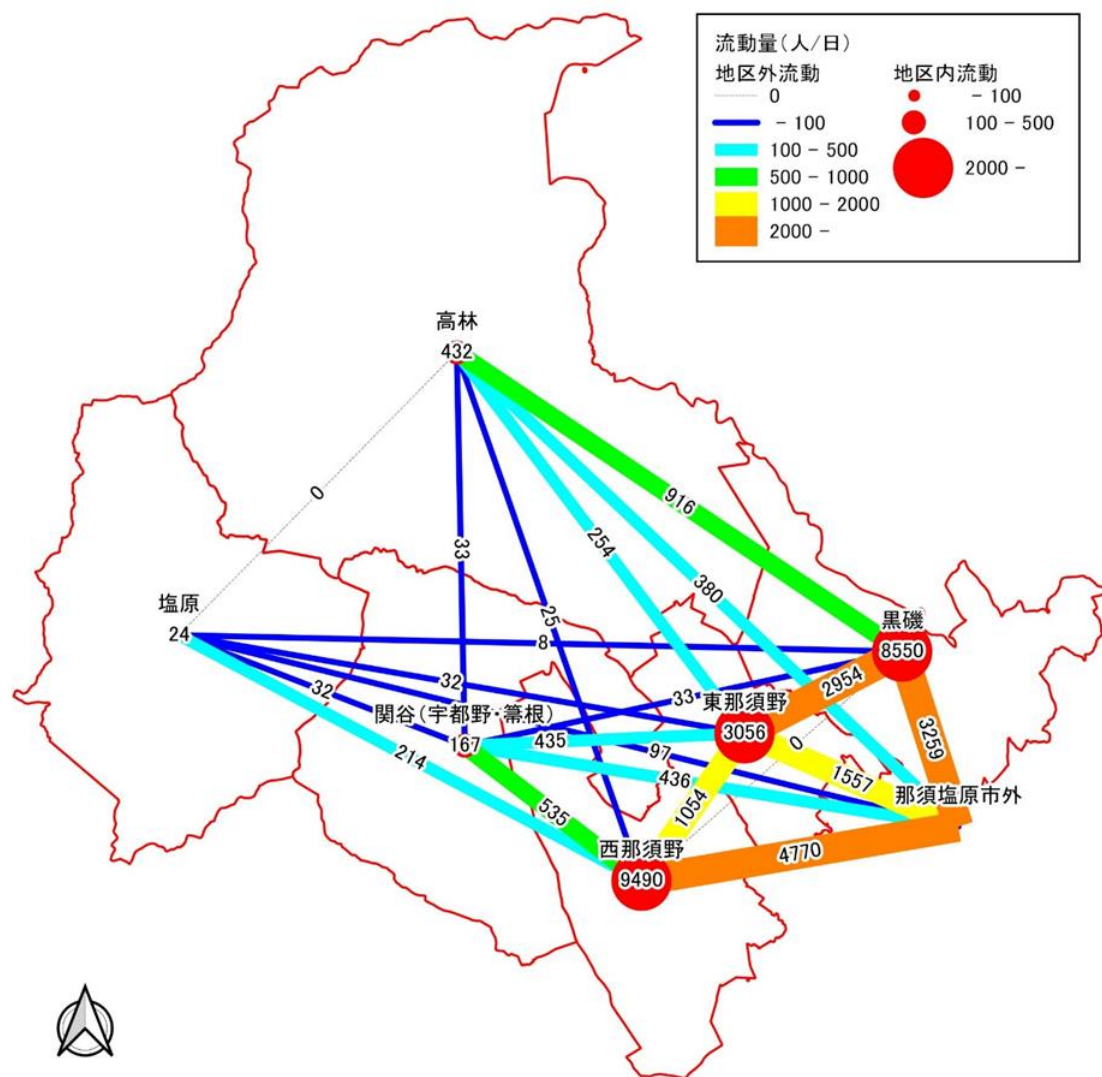 流動量(人/日)
地区外流動
0
- 100
100 - 500
500 - 1000
1000 - 2000
2000 -
地区内流動
- 100
100 - 500
2000 -
高林
432
916
0
254
33
380
塩原
24
25
8
黒磯
8550
32
32
2954
33
東那須野
3056
関谷(宇都野・箒根)
167
435
0
3259
214
97
436
1557
那須塩原市外
535
1054
西那須野
9490
4770